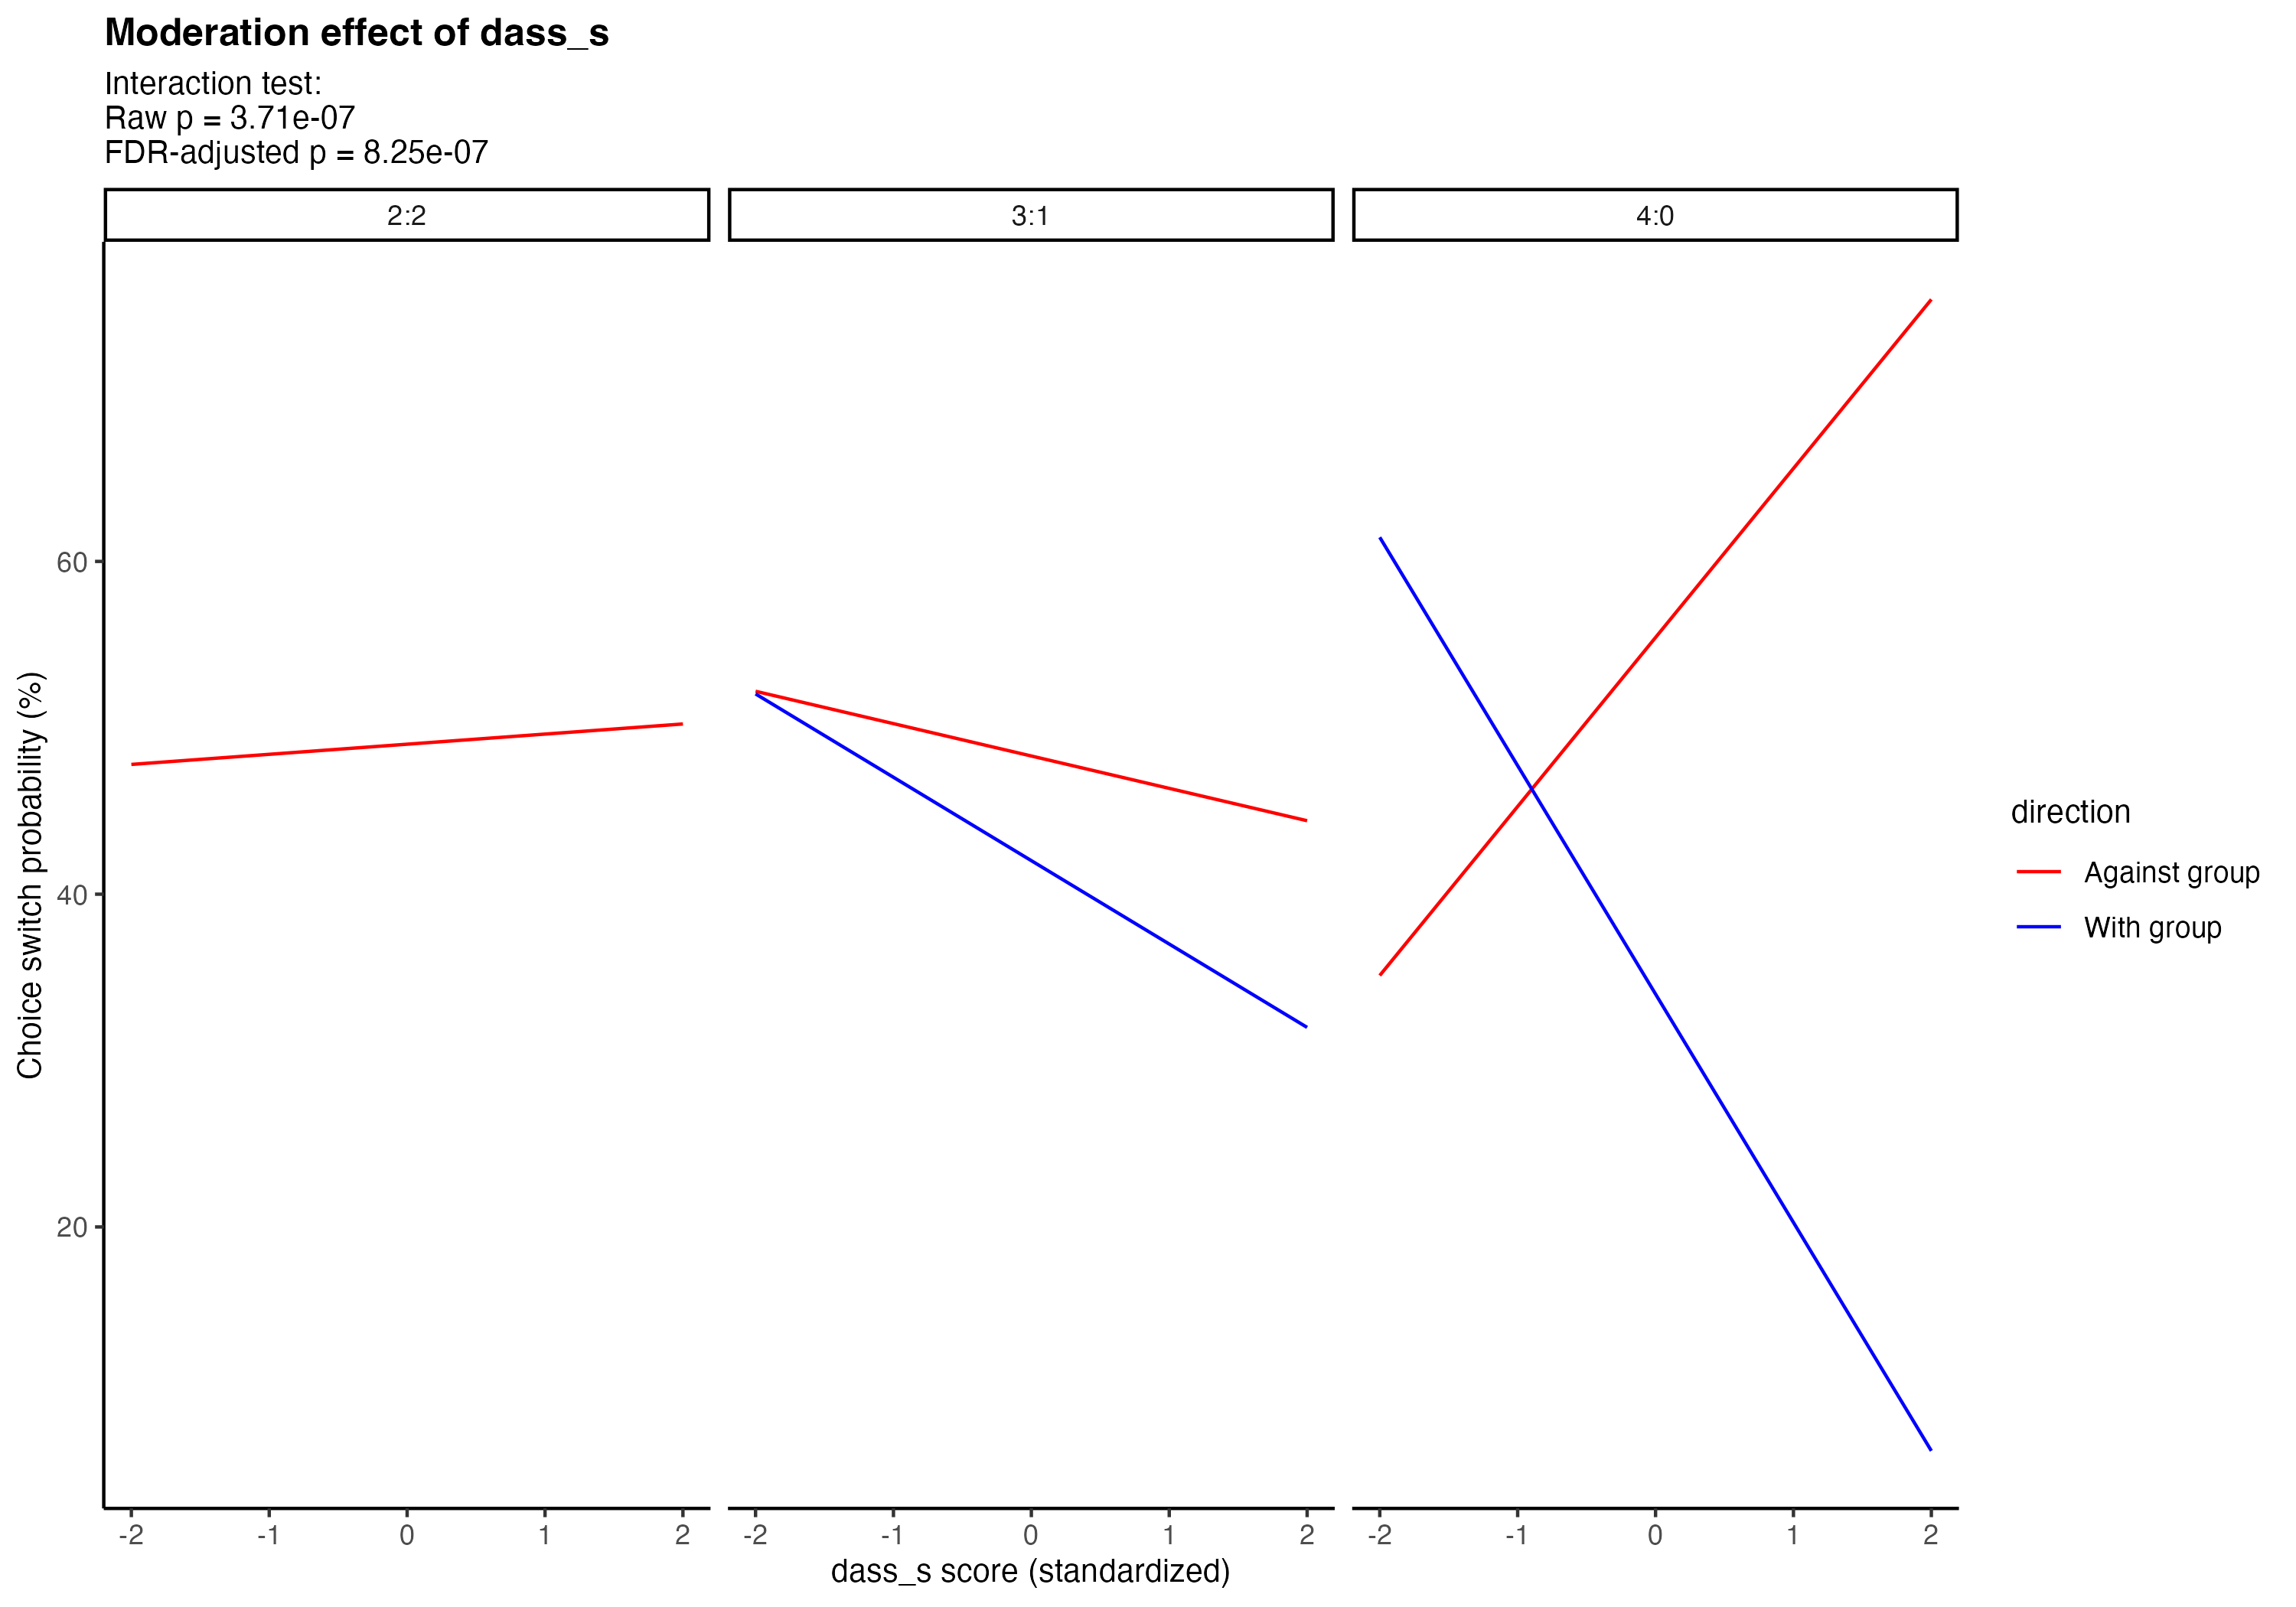 Moderation effect of dass_s
Interaction test:
Raw p = 3.71e-07
FDR-adjusted p = 8.25e-07
2:2
3:1
4:0
Choice switch probability (%)
60
40
20
-2 -1 0 1 2
-2 -1 0 1 2
-2 -1 0 1 2
dass_s score (standardized)
direction
Against group
With group